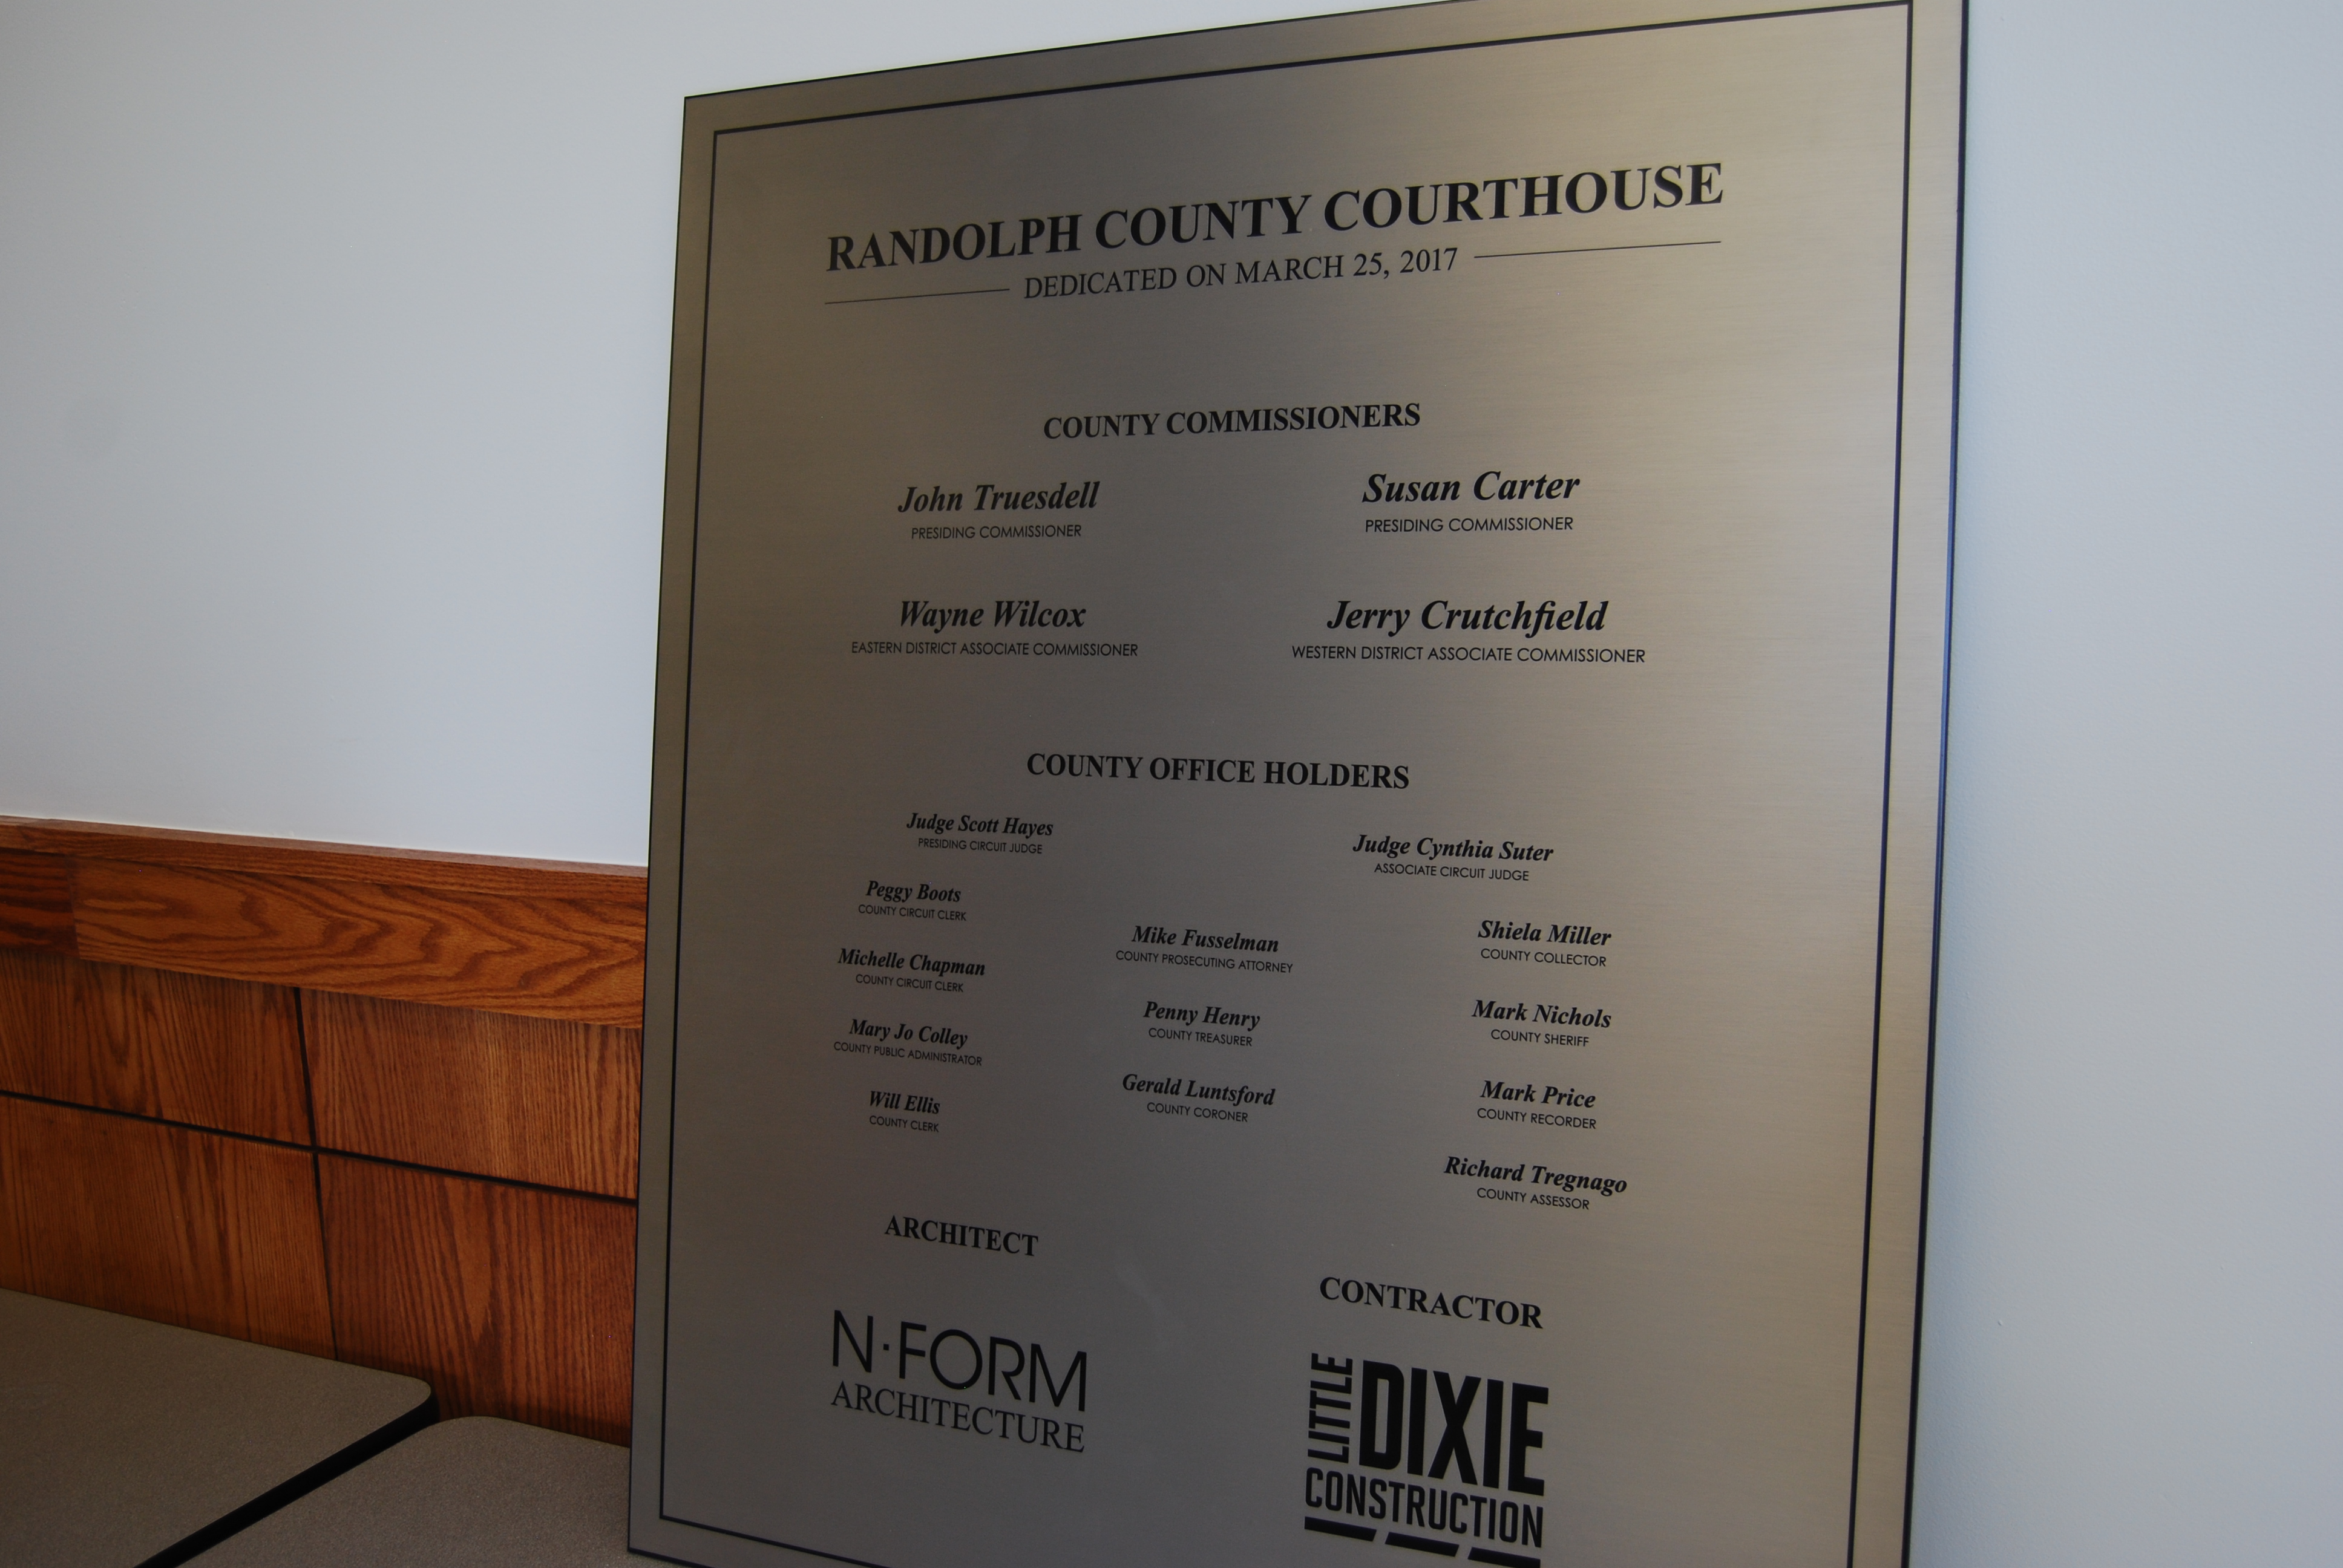 RANDOLPH COUNTY COURTHOUSE
DEDICATED ON MARCH 25, 2017
COUNTY COMMISSIONERS
John Truesdell
PRESIDING COMMISSIONER
Susan Carter
PRESIDING COMMISSIONER
Wayne Wilcox
EASTERN DISTRICT ASSOCIATE COMMISSIONER
Jerry Crutchfield
WESTERN DISTRICT ASSOCIATE COMMISSIONER
COUNTY OFFICE HOLDERS
Judge Scott Hayes
PRESIDING CIRCUIT JUDGE
Judge Cynthia Suter
ASSOCIATE CIRCUIT JUDGE
Peggy Boots
COUNTY CIRCUIT CLERK
Michelle Chapman
COUNTY CIRCUIT CLERK
Mary Jo Colley
COUNTY PUBLIC ADMINISTRATOR
Will Ellis
COUNTY CLERK
Mike Fusselman
COUNTY PROSECUTING ATTORNEY
Penny Henry
COUNTY TREASURER
Gerald Luntsford
COUNTY CORONER
Shiela Miller
COUNTY COLLECTOR
Mark Nichols
COUNTY SHERIFF
Mark Price
COUNTY RECORDER
Richard Tregnago
COUNTY ASSESSOR
ARCHITECT
N·FORM
ARCHITECTURE
CONTRACTOR
LITTLE
DIXIE
CONSTRUCTION